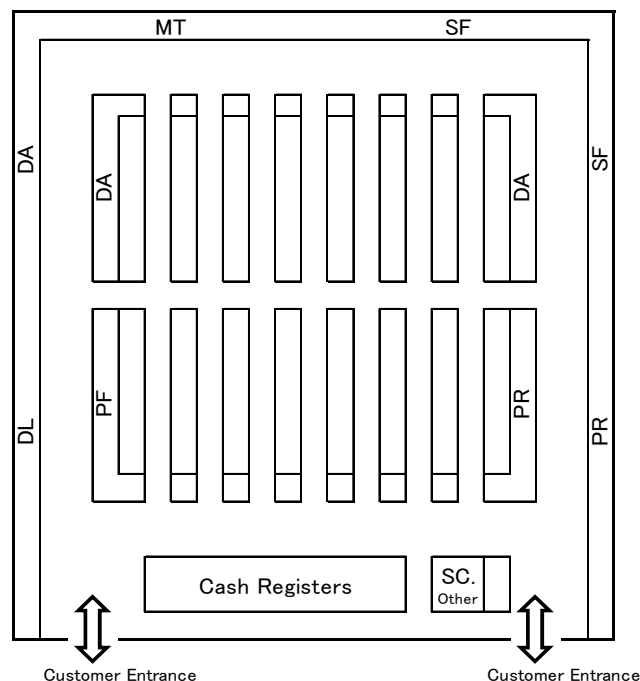 MT
SF
DA
DA
DA
SF
DL
PF
PR
PR
Cash Registers
SC.
Other
Customer Entrance
Customer Entrance